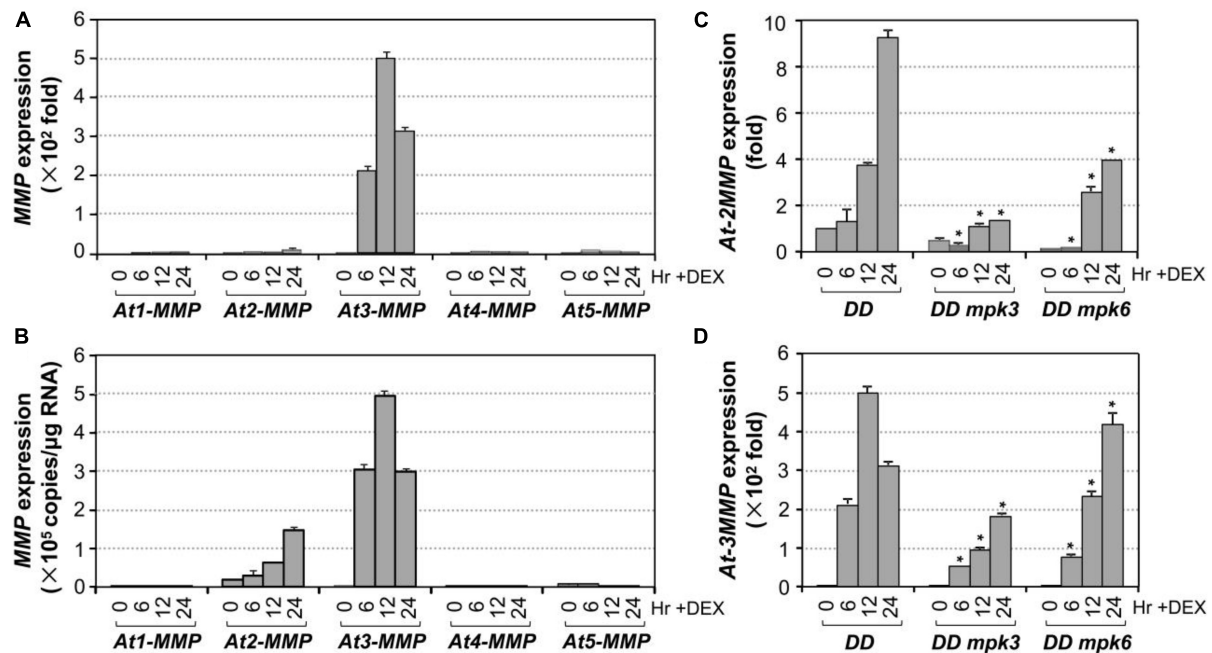 A
MMP expression
(×10² fold)
6
5
4
3
2
1
0
0 6 12 24 0 6 12 24 0 6 12 24 0 6 12 24 0 6 12 24 Hr +DEX
At1-MMP At2-MMP At3-MMP At4-MMP At5-MMP
B
MMP expression
(×10⁵ copies/µg RNA)
6
5
4
3
2
1
0
0 6 12 24 0 6 12 24 0 6 12 24 0 6 12 24 0 6 12 24 Hr +DEX
At1-MMP At2-MMP At3-MMP At4-MMP At5-MMP
C
At-2MMP expression
(fold)
10
8
6
4
2
0
* * * * * *
0 6 12 24 0 6 12 24 0 6 12 24 Hr +DEX
DD DD mpk3 DD mpk6
D
At-3MMP expression
(×10² fold)
6
5
4
3
2
1
0
* * * * * *
0 6 12 24 0 6 12 24 0 6 12 24 Hr +DEX
DD DD mpk3 DD mpk6